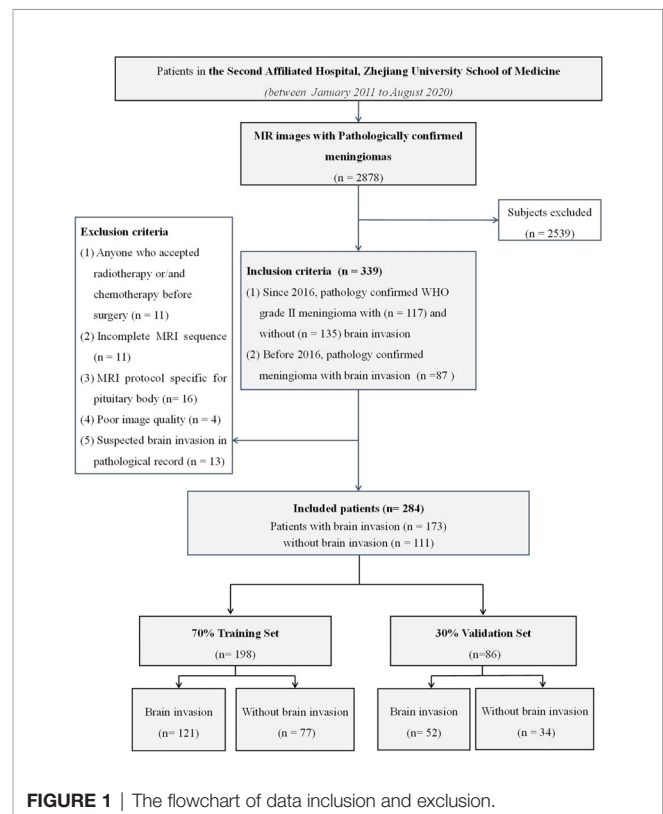 Patients in the Second Affiliated Hospital, Zhejiang University School of Medicine
(between January 2011 to August 2020)
MR images with Pathologically confirmed
meningiomas
(n = 2878)
Subjects excluded
(n = 2539)
Exclusion criteria
(1) Anyone who accepted
radiotherapy or/and
chemotherapy before
surgery (n = 11)
(2) Incomplete MRI sequence
(n = 11)
(3) MRI protocol specific for
pituitary body (n= 16)
(4) Poor image quality (n = 4)
(5) Suspected brain invasion in
pathological record (n = 13)
Inclusion criteria (n = 339)
(1) Since 2016, pathology confirmed WHO
grade II meningioma with (n = 117) and
without (n = 135) brain invasion
(2) Before 2016, pathology confirmed
meningioma with brain invasion (n =87 )
Included patients (n= 284)
Patients with brain invasion (n = 173)
without brain invasion (n = 111)
70% Training Set
(n= 198)
30% Validation Set
(n=86)
Brain invasion
(n= 121)
Without brain invasion
(n = 77)
Brain invasion
(n= 52)
Without brain invasion
(n = 34)
FIGURE 1 | The flowchart of data inclusion and exclusion.